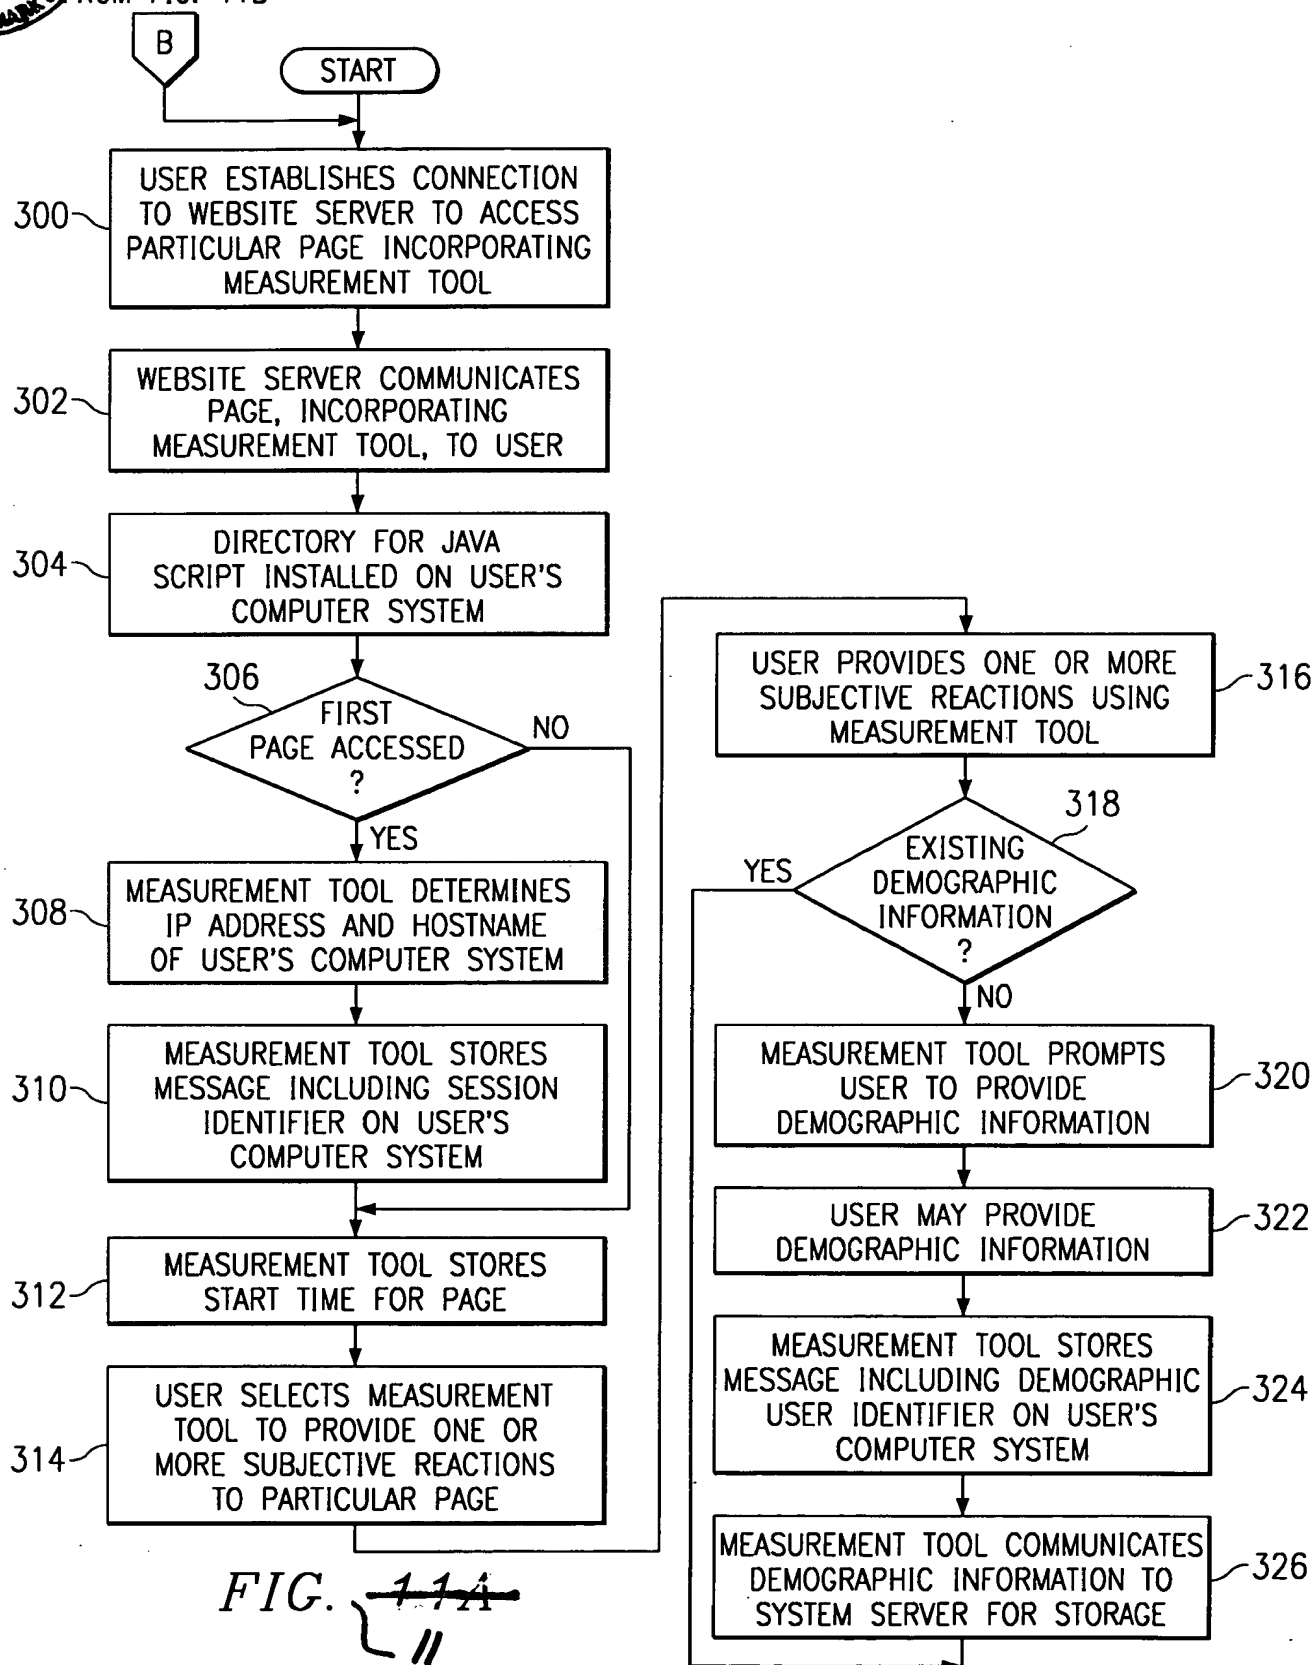 FROM FIG. 11B
B
START
300
USER ESTABLISHES CONNECTION
TO WEBSITE SERVER TO ACCESS
PARTICULAR PAGE INCORPORATING
MEASUREMENT TOOL
302
WEBSITE SERVER COMMUNICATES
PAGE, INCORPORATING
MEASUREMENT TOOL, TO USER
304
DIRECTORY FOR JAVA
SCRIPT INSTALLED ON USER'S
COMPUTER SYSTEM
306
FIRST
PAGE ACCESSED
?
NO
YES
308
MEASUREMENT TOOL DETERMINES
IP ADDRESS AND HOSTNAME
OF USER'S COMPUTER SYSTEM
310
MEASUREMENT TOOL STORES
MESSAGE INCLUDING SESSION
IDENTIFIER ON USER'S
COMPUTER SYSTEM
312
MEASUREMENT TOOL STORES
START TIME FOR PAGE
314
USER SELECTS MEASUREMENT
TOOL TO PROVIDE ONE OR
MORE SUBJECTIVE REACTIONS
TO PARTICULAR PAGE
USER PROVIDES ONE OR MORE
SUBJECTIVE REACTIONS USING
MEASUREMENT TOOL
316
318
EXISTING
DEMOGRAPHIC
INFORMATION
?
YES
NO
MEASUREMENT TOOL PROMPTS
USER TO PROVIDE
DEMOGRAPHIC INFORMATION
320
USER MAY PROVIDE
DEMOGRAPHIC INFORMATION
322
MEASUREMENT TOOL STORES
MESSAGE INCLUDING DEMOGRAPHIC
USER IDENTIFIER ON USER'S
COMPUTER SYSTEM
324
MEASUREMENT TOOL COMMUNICATES
DEMOGRAPHIC INFORMATION TO
SYSTEM SERVER FOR STORAGE
326
FIG. 11A
11